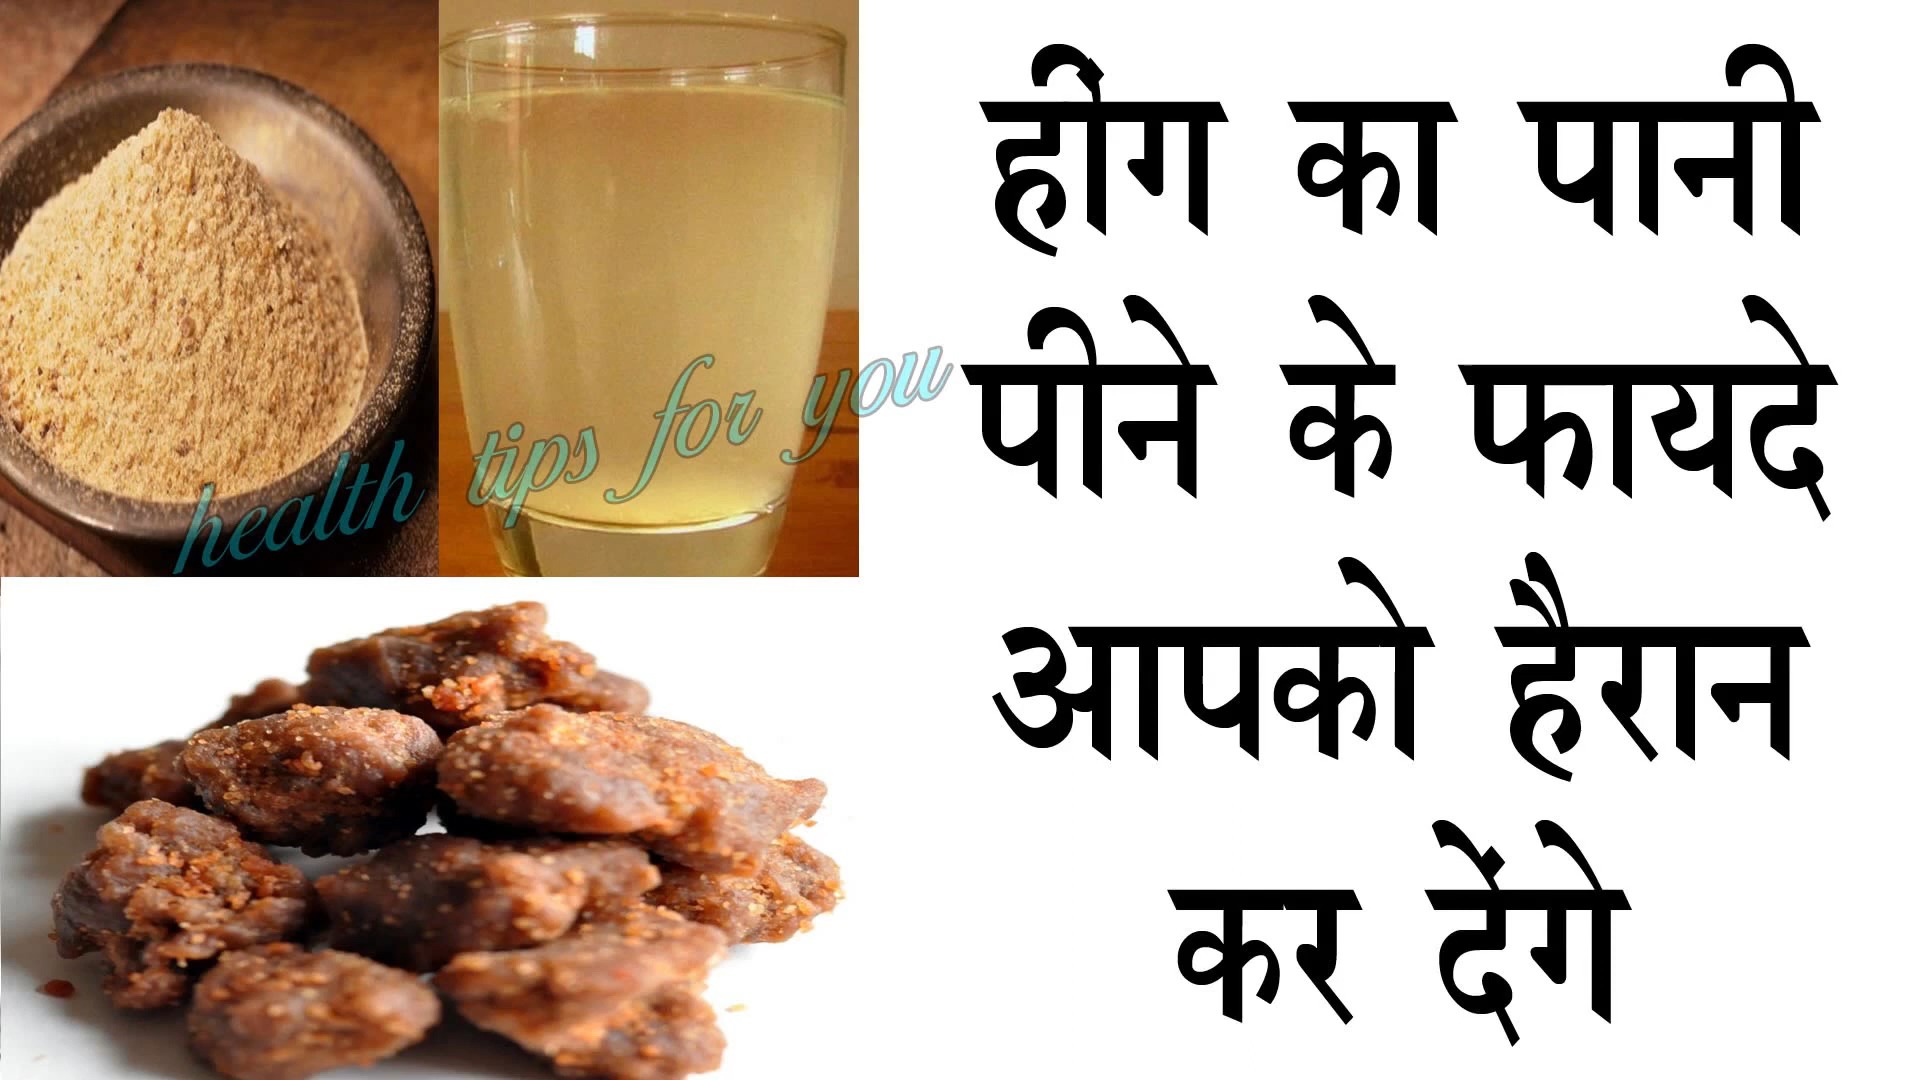 हींग का पानी
पीने के फायदे
आपको हैरान
कर देंगे
health tips for you